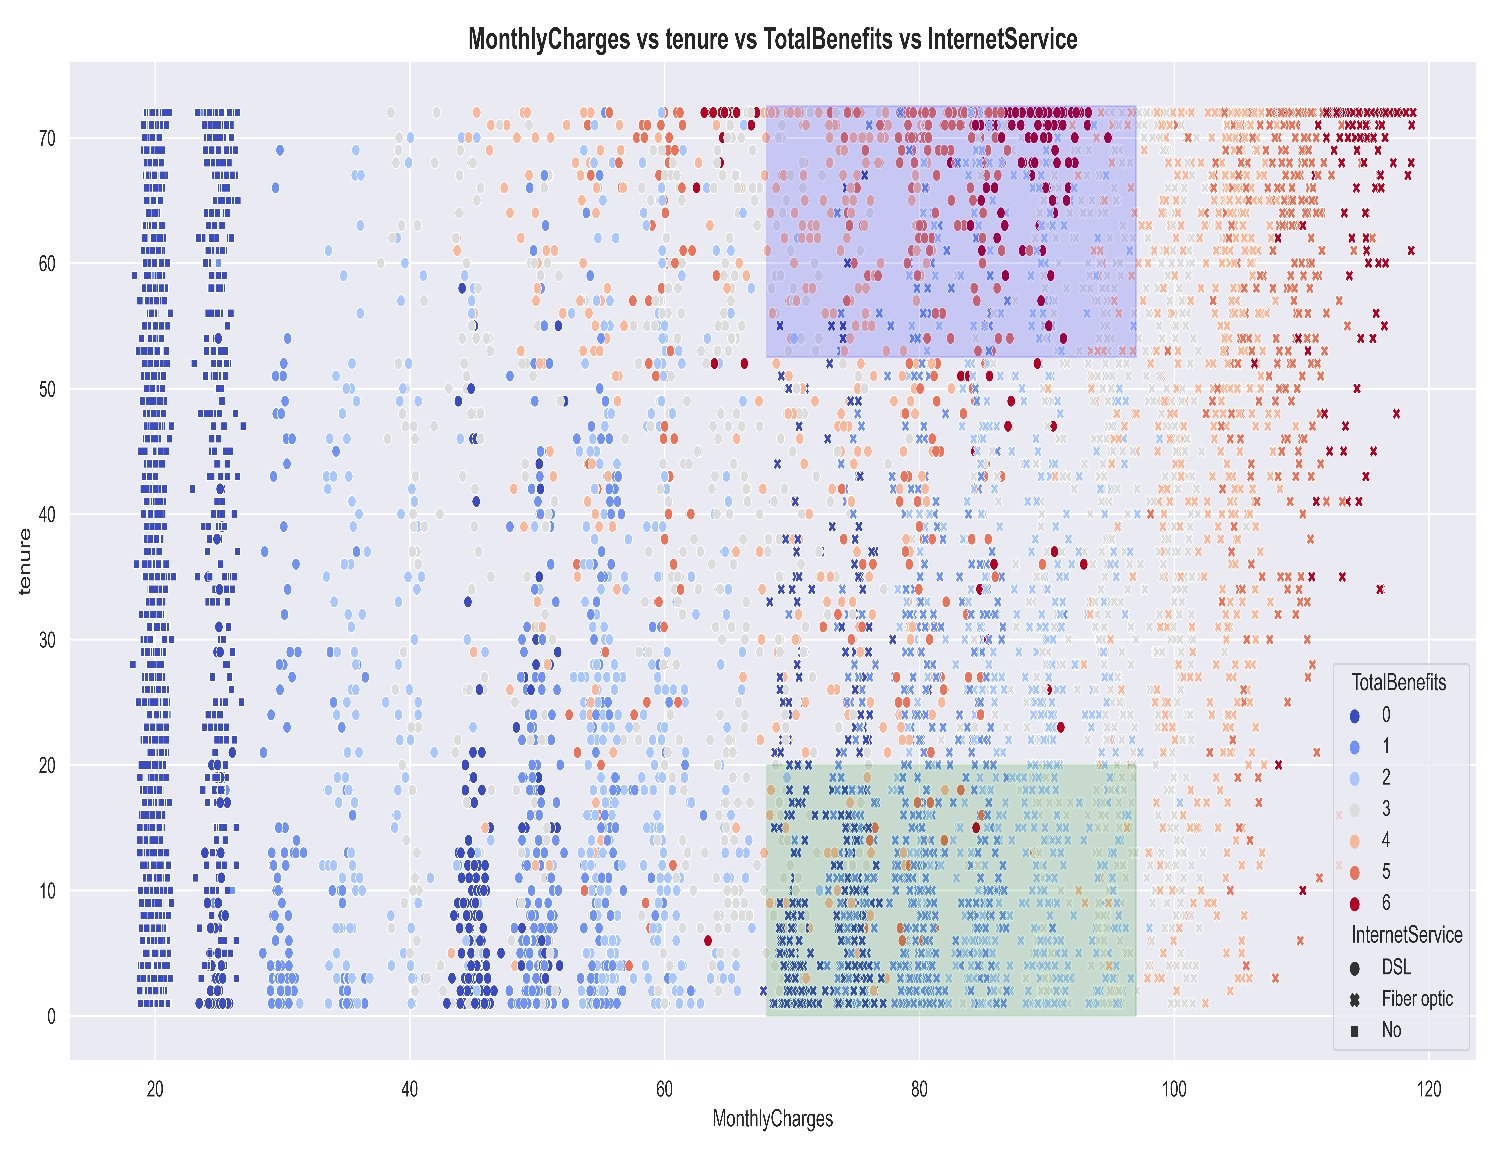 MonthlyCharges vs tenure vs TotalBenefits vs InternetService
70
60
50
40
30
20
10
0
tenure
20
40
60
80
100
120
MonthlyCharges
TotalBenefits
0
1
2
3
4
5
6
InternetService
DSL
Fiber optic
No